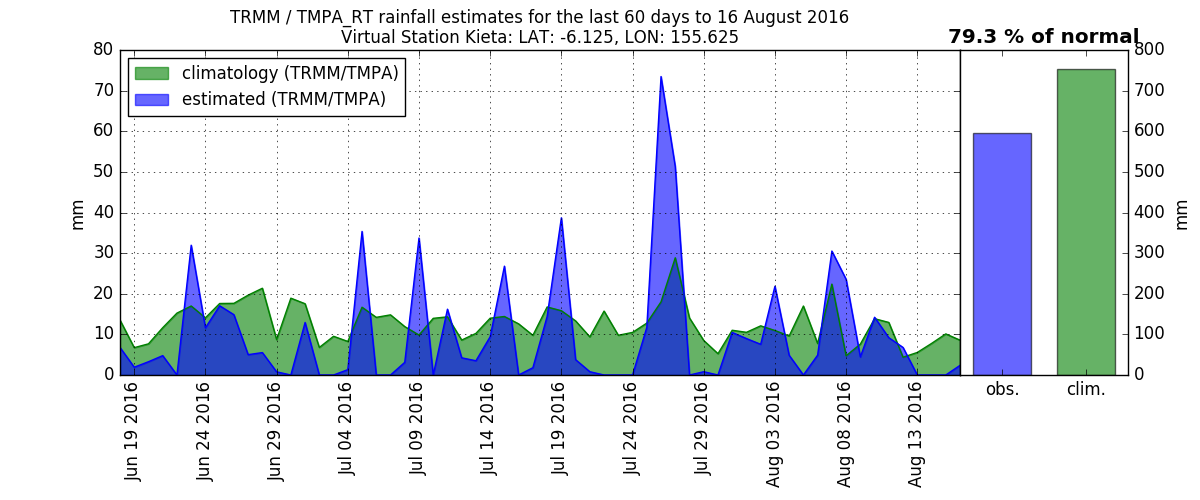 TRMM / TMPA_RT rainfall estimates for the last 60 days to 16 August 2016
Virtual Station Kieta: LAT: -6.125, LON: 155.625
79.3 % of normal
climatology (TRMM/TMPA)
estimated (TRMM/TMPA)
mm
80
70
60
50
40
30
20
10
0
Jun 19 2016
Jun 24 2016
Jun 29 2016
Jul 04 2016
Jul 09 2016
Jul 14 2016
Jul 19 2016
Jul 24 2016
Jul 29 2016
Aug 03 2016
Aug 08 2016
Aug 13 2016
obs.
clim.
800
700
600
500
400
300
200
100
0
mm